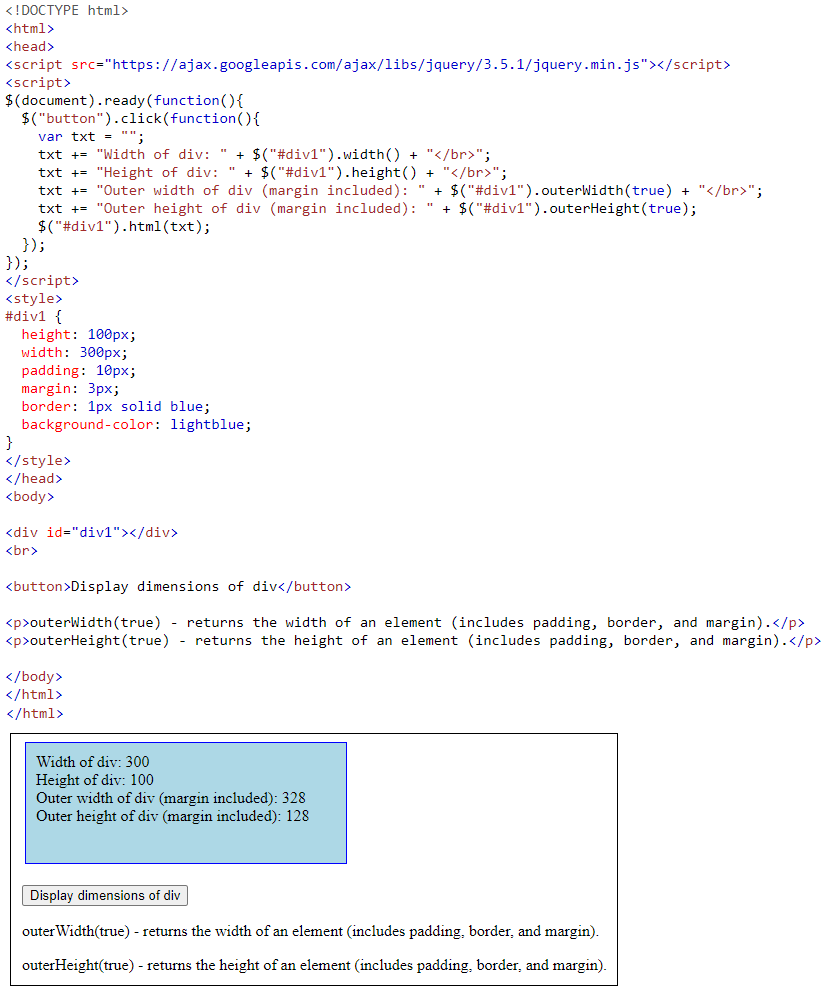 <!DOCTYPE html>
<html>
<head>
<script src="https://ajax.googleapis.com/ajax/libs/jquery/3.5.1/jquery.min.js"></script>
<script>
$(document).ready(function(){
  $("button").click(function(){
    var txt = "";
    txt += "Width of div: " + $("#div1").width() + "</br>";
    txt += "Height of div: " + $("#div1").height() + "</br>";
    txt += "Outer width of div (margin included): " + $("#div1").outerWidth(true) + "</br>";
    txt += "Outer height of div (margin included): " + $("#div1").outerHeight(true);
    $("#div1").html(txt);
  });
});
</script>
<style>
#div1 {
  height: 100px;
  width: 300px;
  padding: 10px;
  margin: 3px;
  border: 1px solid blue;
  background-color: lightblue;
}
</style>
</head>
<body>

<div id="div1"></div>
<br>

<button>Display dimensions of div</button>

<p>outerWidth(true) - returns the width of an element (includes padding, border, and margin).</p>
<p>outerHeight(true) - returns the height of an element (includes padding, border, and margin).</p>

</body>
</html>
</html>
Width of div: 300
Height of div: 100
Outer width of div (margin included): 328
Outer height of div (margin included): 128
Display dimensions of div
outerWidth(true) - returns the width of an element (includes padding, border, and margin).
outerHeight(true) - returns the height of an element (includes padding, border, and margin).